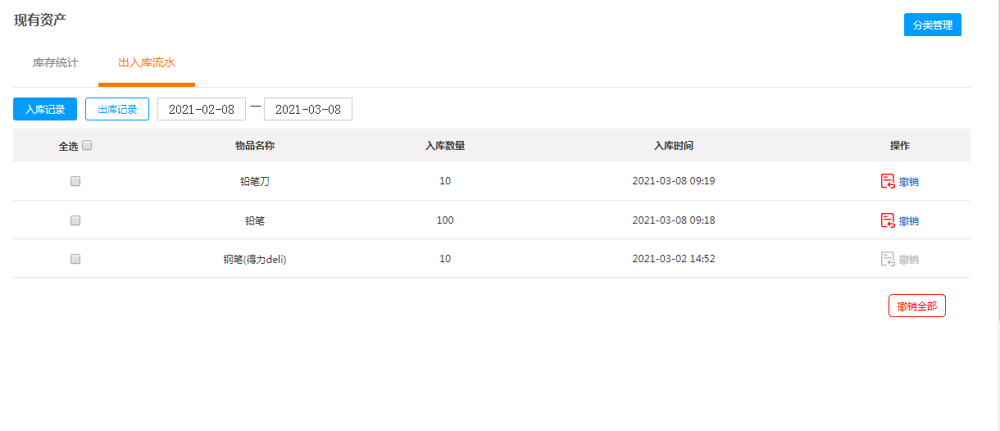 现有资产
分类管理
库存统计 出入库流水
入库记录 出库记录 2021-02-08 — 2021-03-08
全选 物品名称 入库数量 入库时间 操作
铅笔刀 10 2021-03-08 09:19 撤销
铅笔 100 2021-03-08 09:18 撤销
钢笔(得力deli) 10 2021-03-02 14:52 撤销
撤销全部